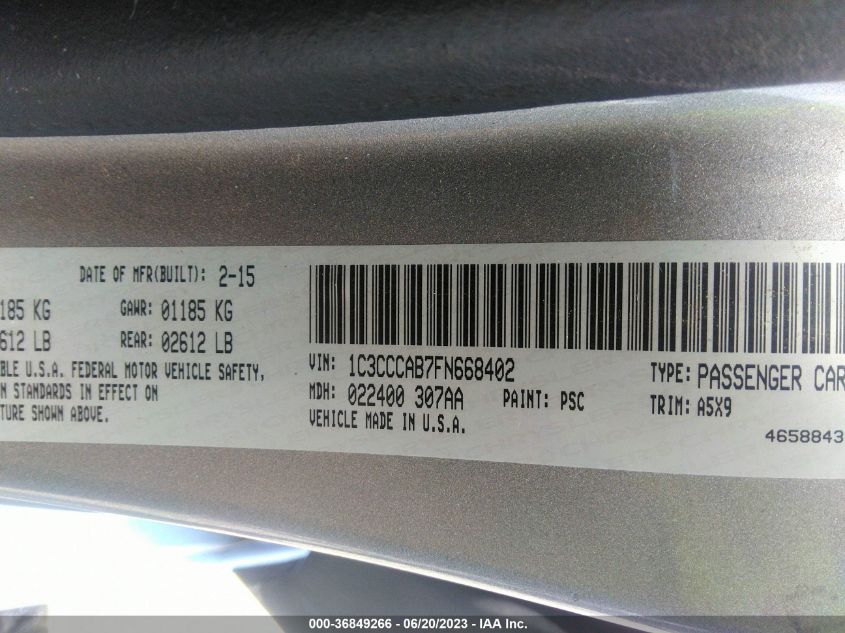 DATE OF MFR(BUILT): 2-15
185 KG GAWR: 01185 KG
612 LB REAR: 02612 LB
BLE U.S.A. FEDERAL MOTOR VEHICLE SAFETY,
N STANDARDS IN EFFECT ON
TURE SHOWN ABOVE.
VIN: 1C3CCCAB7FN668402 TYPE: PASSENGER CAR
MDH: 022400 307AA PAINT: PSC TRIM: A5X9
VEHICLE MADE IN U.S.A.
4658843
000-36849266 / 06/20/2023 / IAA Inc.